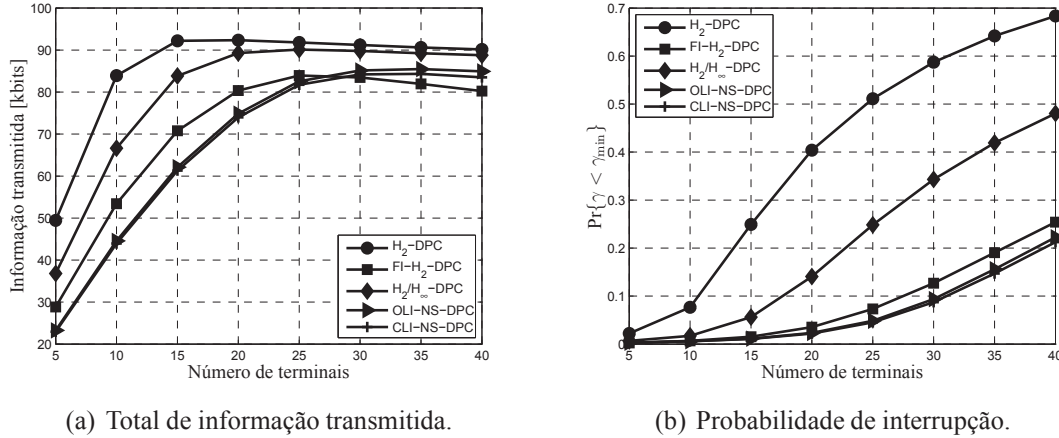 Informação transmitida [kbits]
100
90
80
70
60
50
40
30
20
5 10 15 20 25 30 35 40
Número de terminais
H2−DPC
FI−H2−DPC
H2/H∞−DPC
OLI−NS−DPC
CLI−NS−DPC
(a) Total de informação transmitida.
Pr{γ < γmin}
0.7
0.6
0.5
0.4
0.3
0.2
0.1
0
5 10 15 20 25 30 35 40
Número de terminais
H2−DPC
FI−H2−DPC
H2/H∞−DPC
OLI−NS−DPC
CLI−NS−DPC
(b) Probabilidade de interrupção.